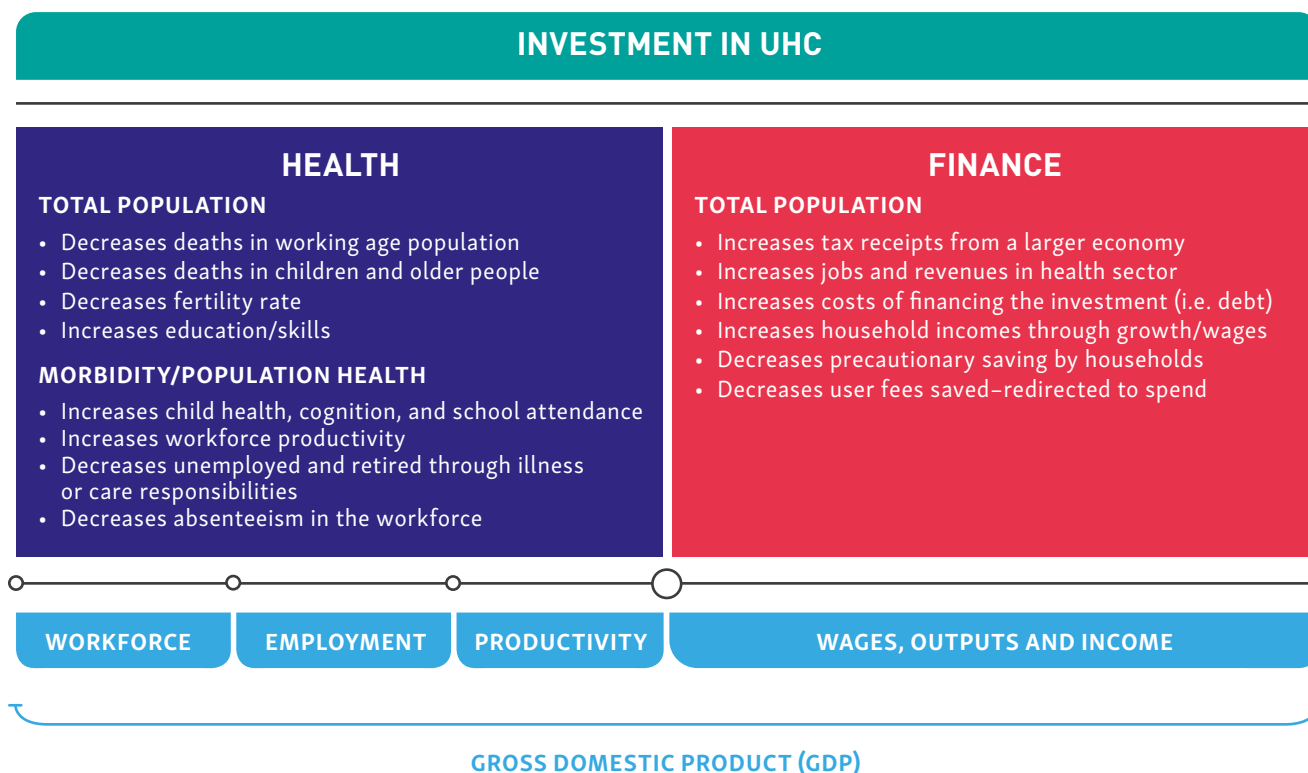 INVESTMENT IN UHC
HEALTH
TOTAL POPULATION
• Decreases deaths in working age population
• Decreases deaths in children and older people
• Decreases fertility rate
• Increases education/skills
MORBIDITY/POPULATION HEALTH
• Increases child health, cognition, and school attendance
• Increases workforce productivity
• Decreases unemployed and retired through illness
or care responsibilities
• Decreases absenteeism in the workforce
FINANCE
TOTAL POPULATION
• Increases tax receipts from a larger economy
• Increases jobs and revenues in health sector
• Increases costs of financing the investment (i.e. debt)
• Increases household incomes through growth/wages
• Decreases precautionary saving by households
• Decreases user fees saved–redirected to spend
WORKFORCE
EMPLOYMENT
PRODUCTIVITY
WAGES, OUTPUTS AND INCOME
GROSS DOMESTIC PRODUCT (GDP)